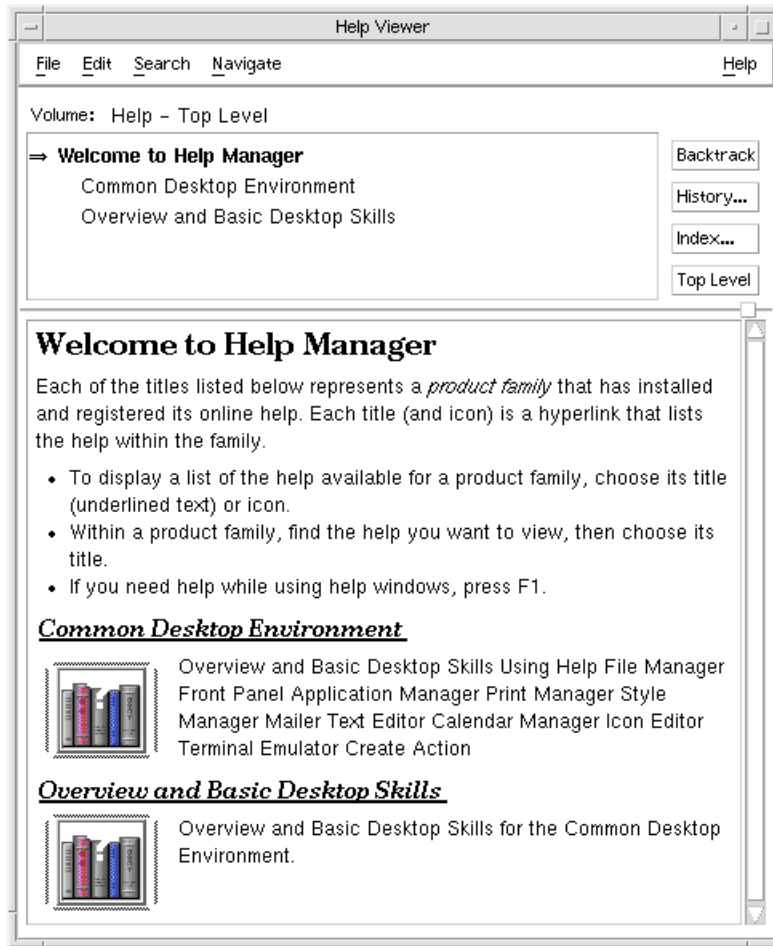 Help Viewer
File Edit Search Navigate Help
Volume: Help – Top Level
⇒ Welcome to Help Manager
Common Desktop Environment
Overview and Basic Desktop Skills
Backtrack
History...
Index...
Top Level
Welcome to Help Manager
Each of the titles listed below represents a product family that has installed
and registered its online help. Each title (and icon) is a hyperlink that lists
the help within the family.
• To display a list of the help available for a product family, choose its title
(underlined text) or icon.
• Within a product family, find the help you want to view, then choose its
title.
• If you need help while using help windows, press F1.
Common Desktop Environment
Overview and Basic Desktop Skills Using Help File Manager
Front Panel Application Manager Print Manager Style
Manager Mailer Text Editor Calendar Manager Icon Editor
Terminal Emulator Create Action
Overview and Basic Desktop Skills
Overview and Basic Desktop Skills for the Common Desktop
Environment.